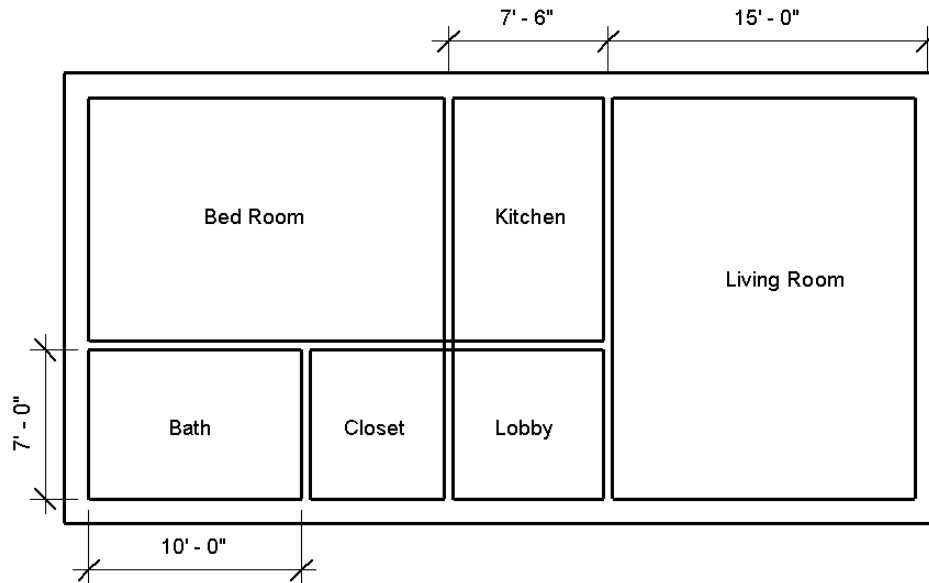 7' - 6"
15' - 0"
Bed Room
Kitchen
Living Room
7' - 0"
Bath
Closet
Lobby
10' - 0"